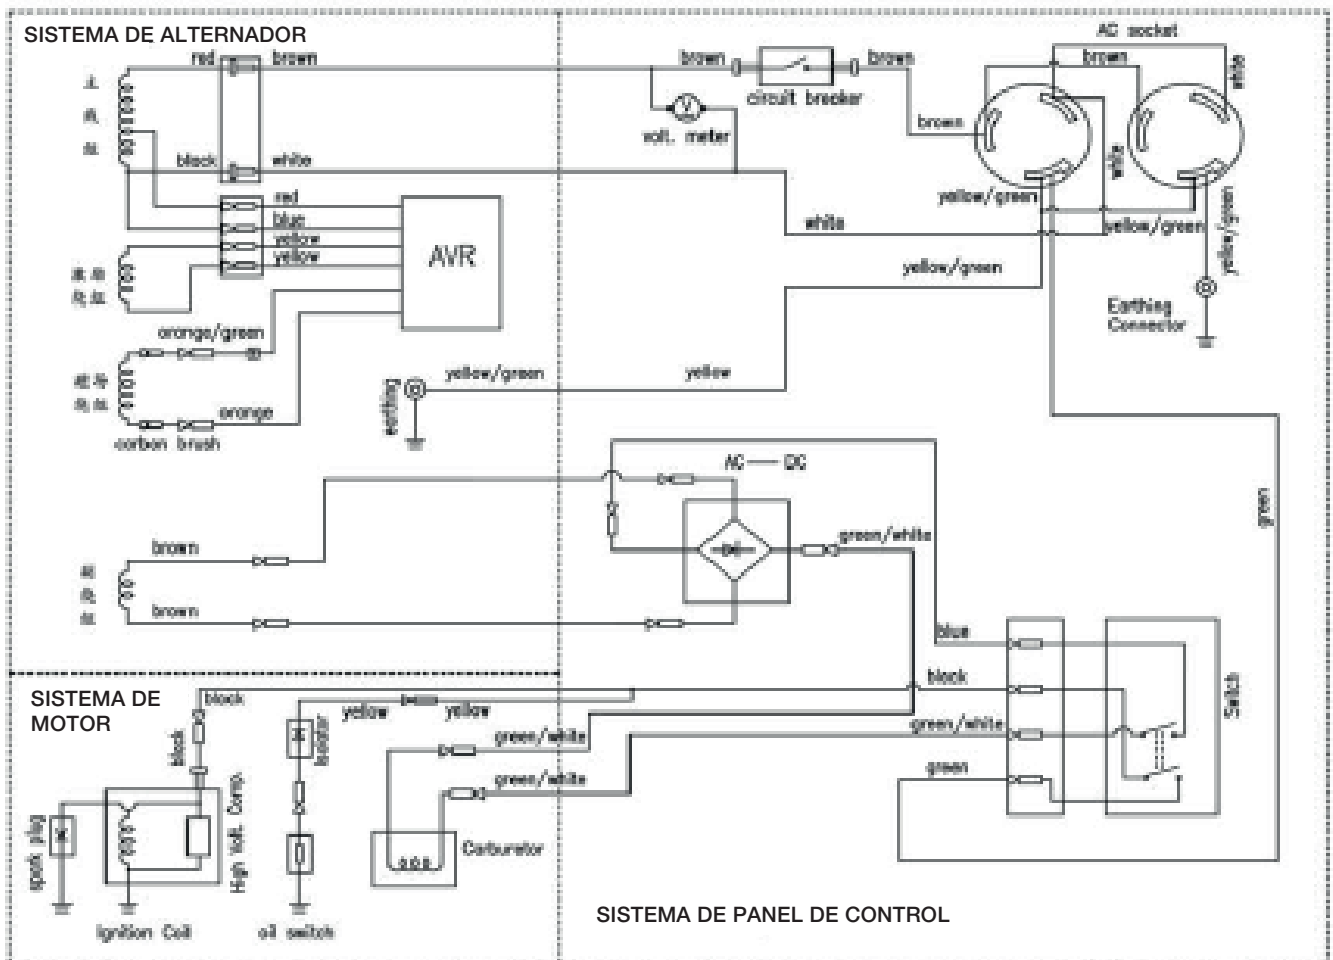 SISTEMA DE ALTERNADOR
red
brown
brown
circuit breaker
brown
AC socket
brown
white
volt. meter
brown
black
white
white
yellow/green
red
blue
yellow
yellow
AVR
white
yellow/green
yellow/green
yellow/green
Earthing
Connector
orange/green
orange
carbon brush
earthing
yellow/green
yellow
AC DC
green/white
green
brown
brown
blue
black
green/white
green
Switch
SISTEMA DE
MOTOR
black
black
yellow
yellow
Isolator
green/white
green/white
spark plug
High Volt. Comp.
Carburetor
Ignition Coil
oil switch
SISTEMA DE PANEL DE CONTROL